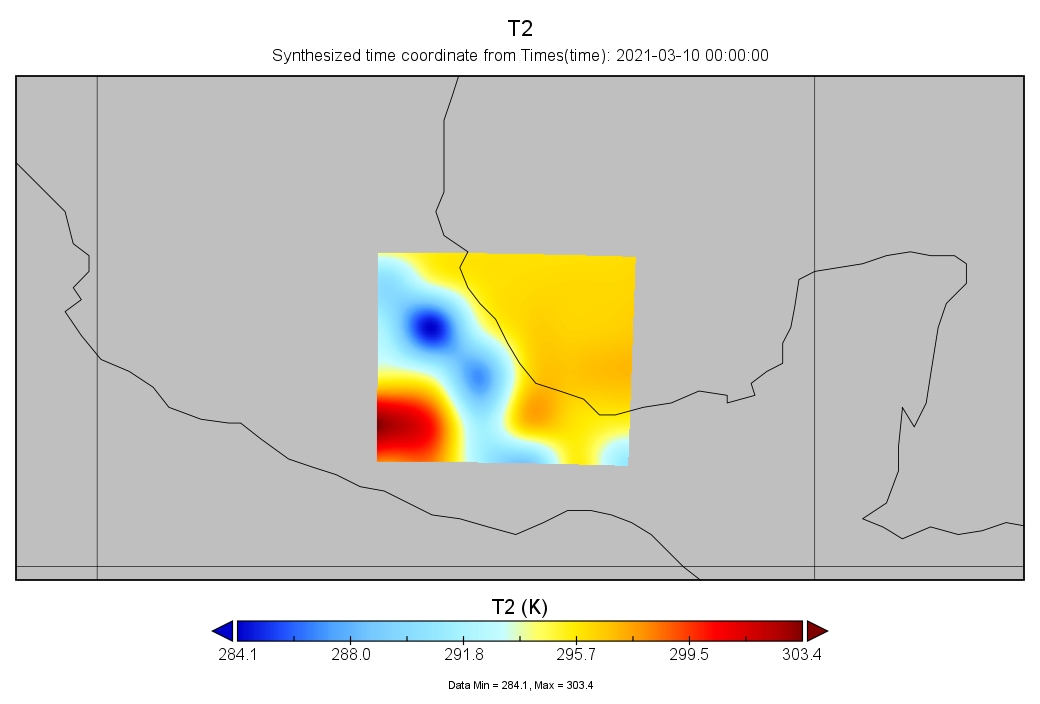 T2
Synthesized time coordinate from Times(time): 2021-03-10 00:00:00
T2 (K)
284.1 288.0 291.8 295.7 299.5 303.4
Data Min = 284.1, Max = 303.4